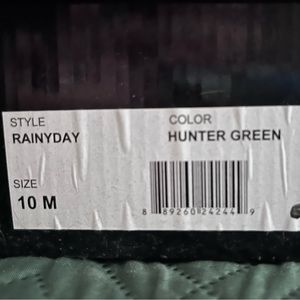 STYLE COLOR
RAINYDAY HUNTER GREEN
SIZE
10 M
8 89260 24244 9